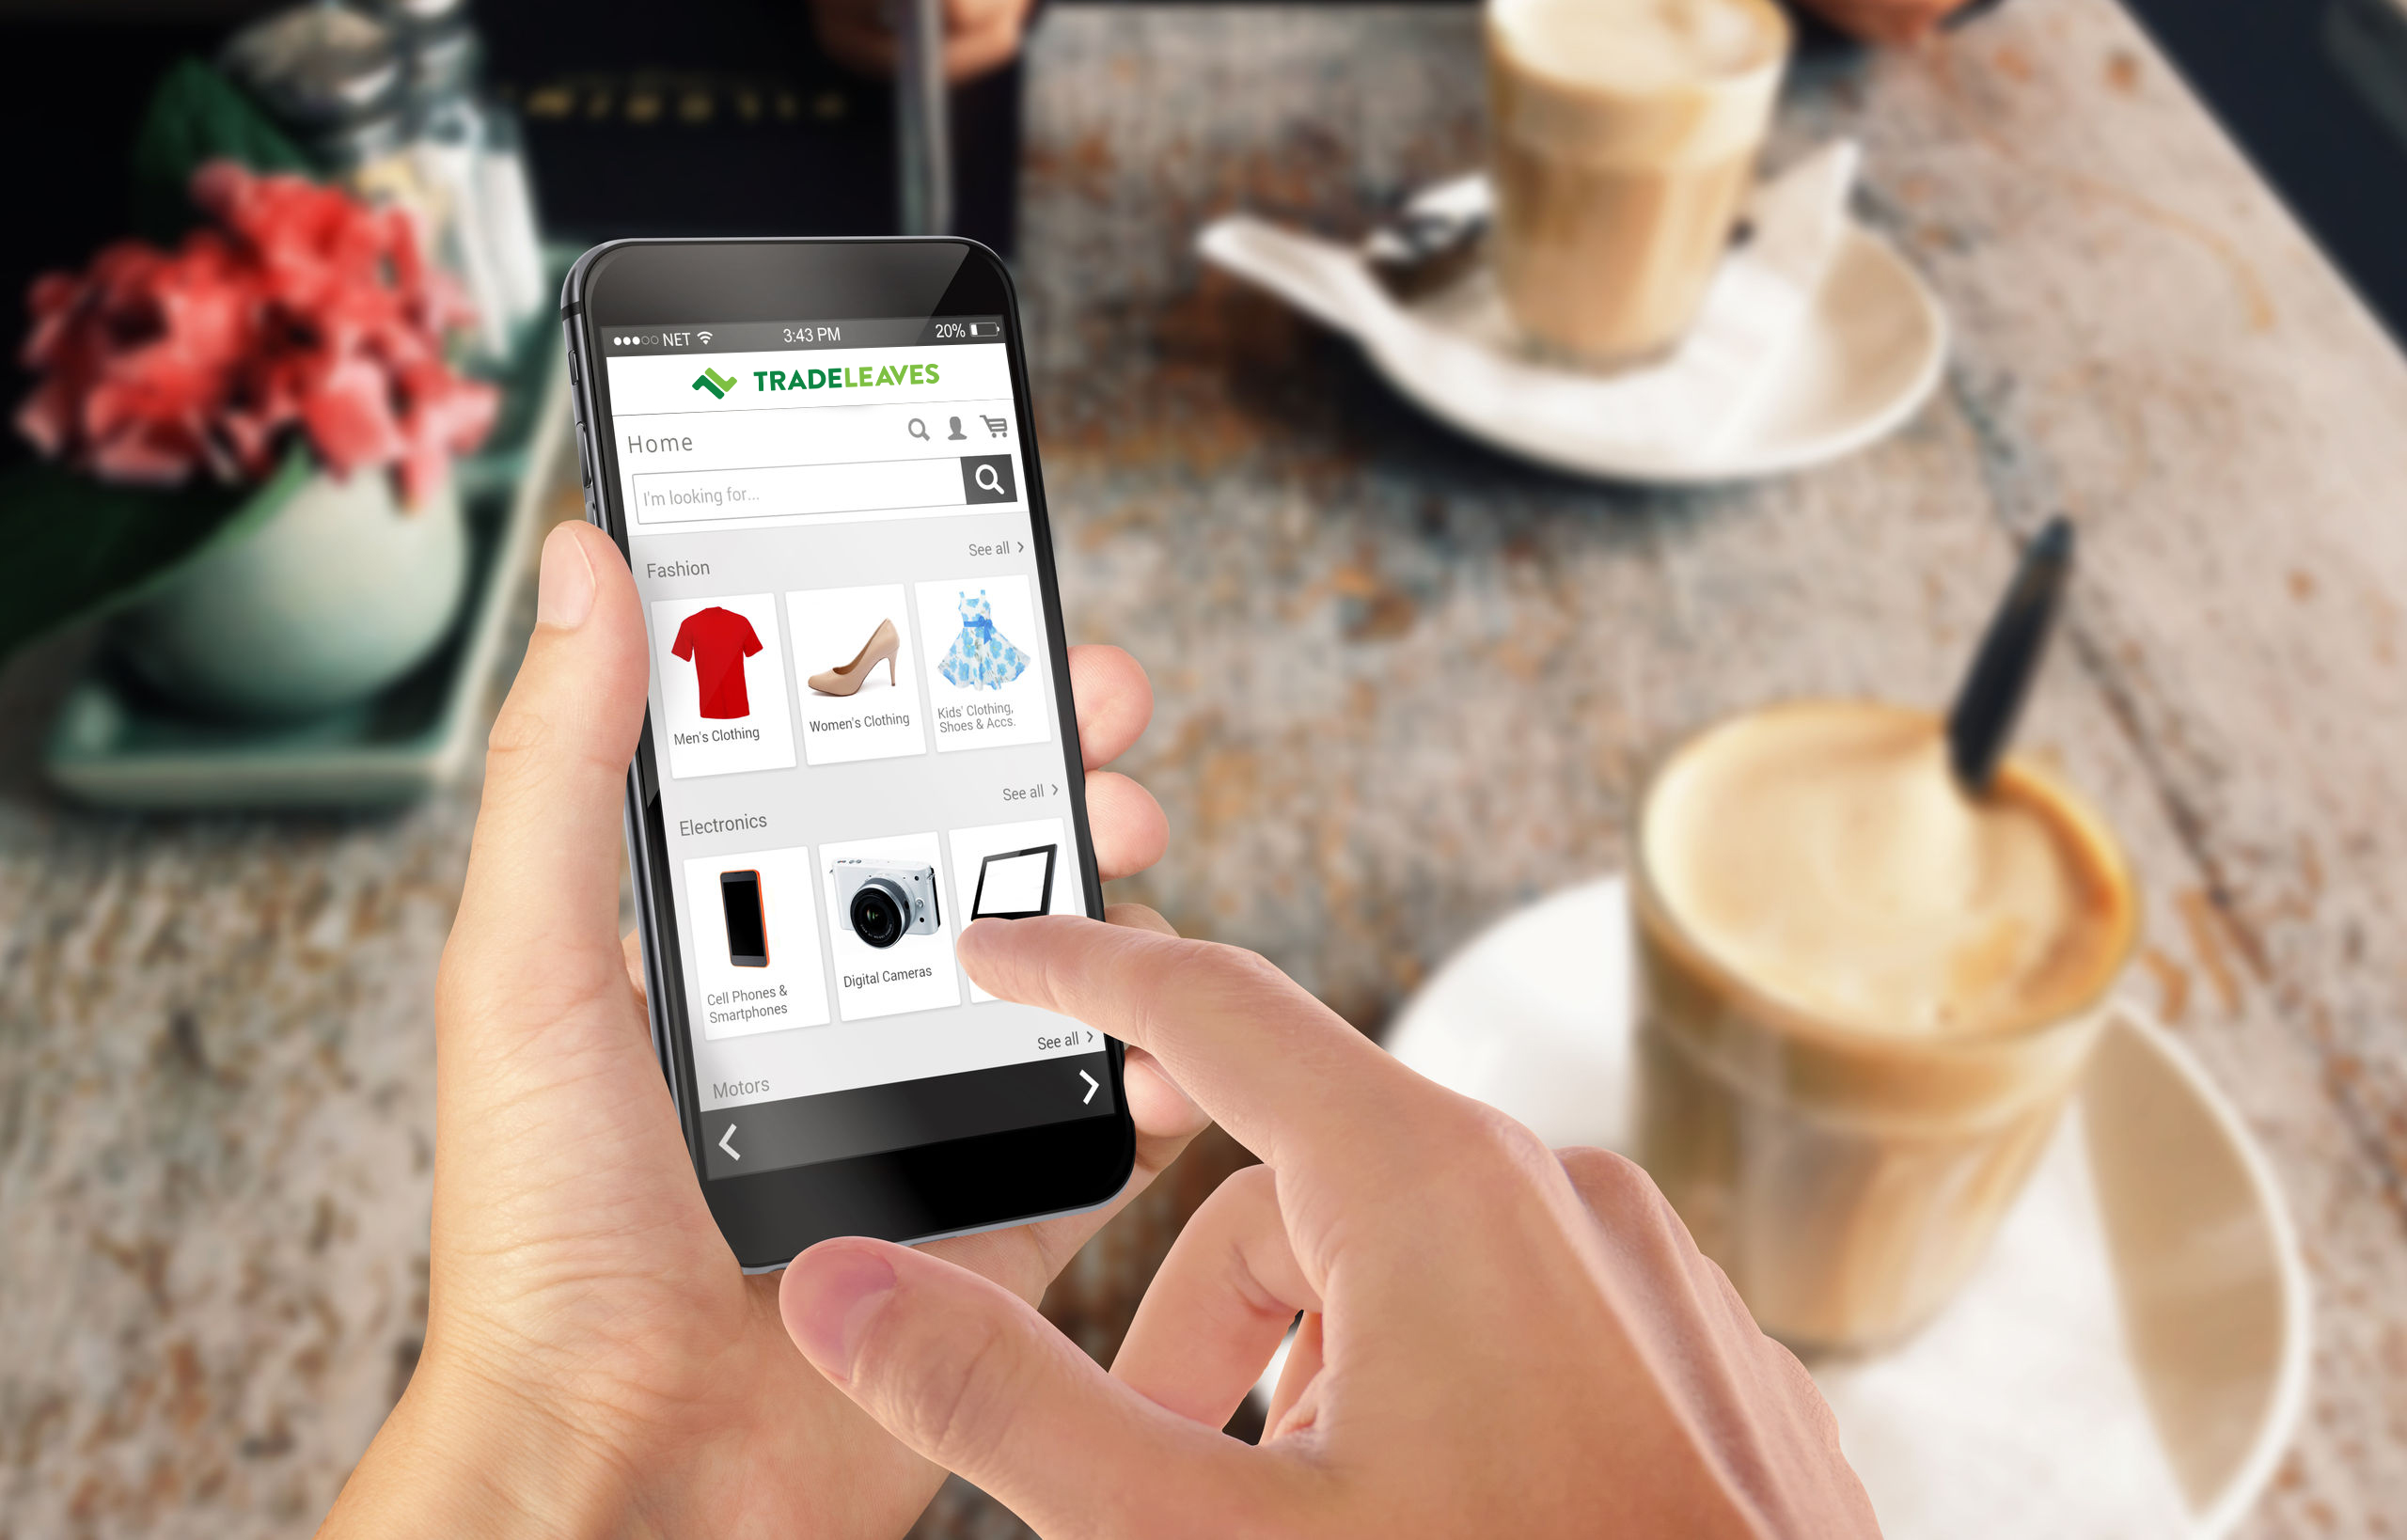 NET 3:43 PM 20%
TRADELEAVES
Home
I'm looking for...
Fashion See all
Men's Clothing
Women's Clothing
Kids' Clothing,
Shoes & Accs.
Electronics See all
Cell Phones &
Smartphones
Digital Cameras
Motors See all